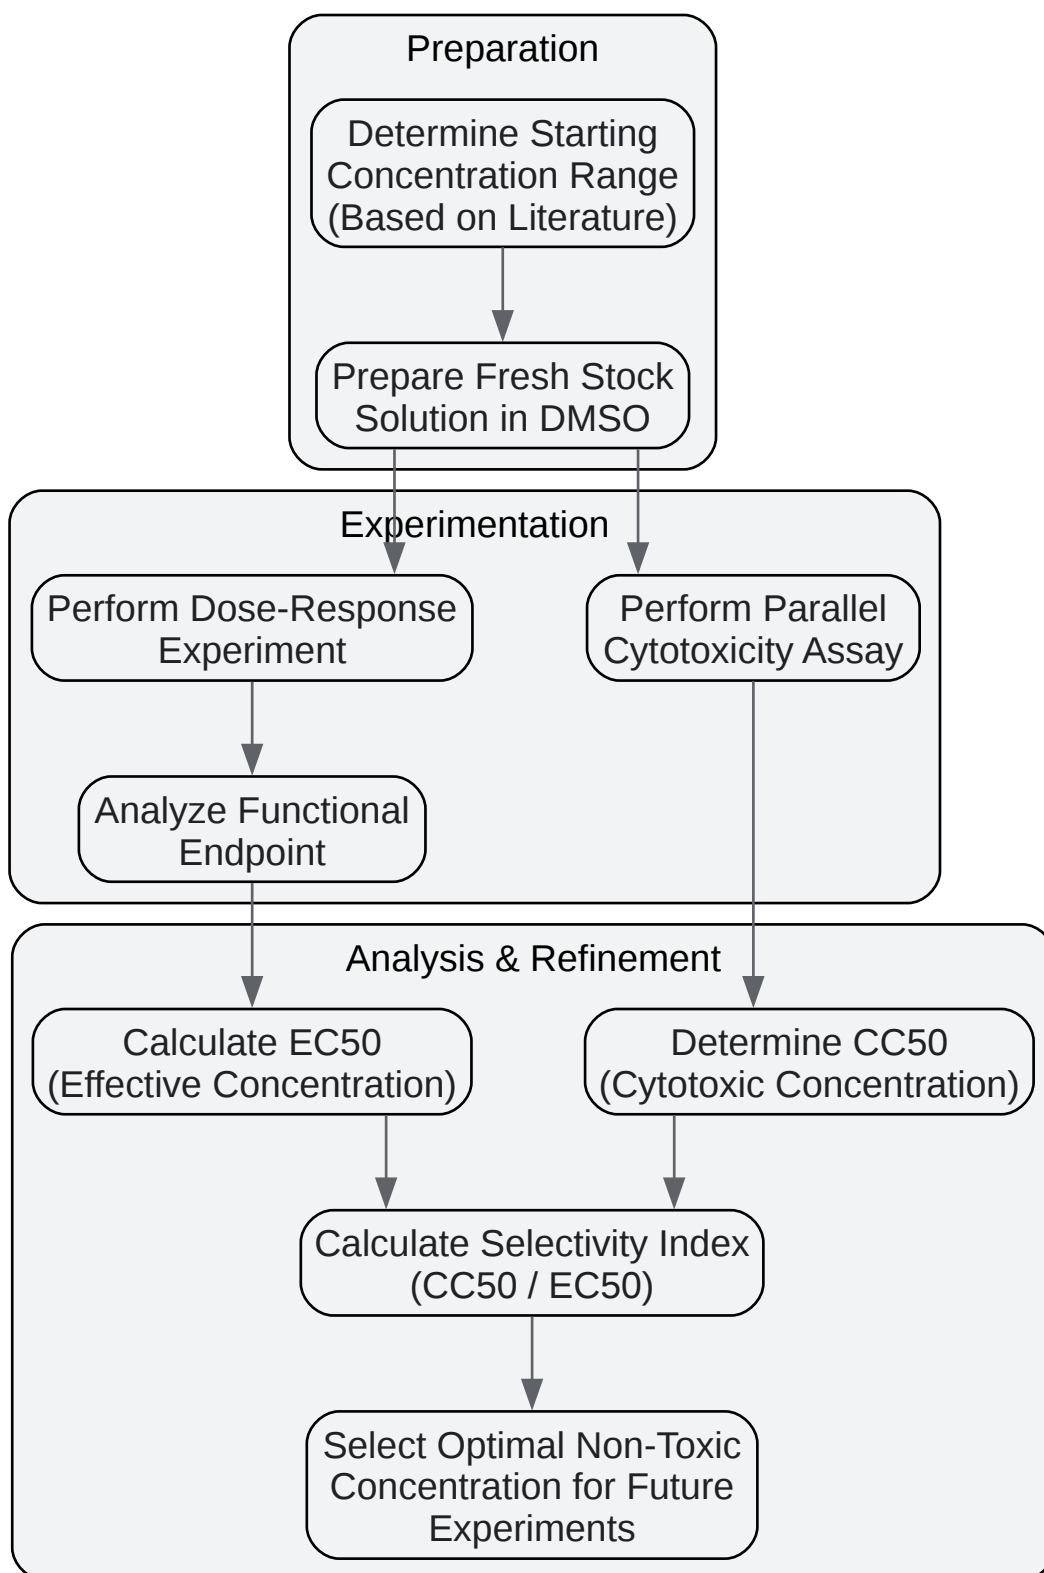 Preparation
Determine Starting
Concentration Range
(Based on Literature)
Prepare Fresh Stock
Solution in DMSO
Experimentation
Perform Dose-Response
Experiment
Perform Parallel
Cytotoxicity Assay
Analyze Functional
Endpoint
Analysis & Refinement
Calculate EC50
(Effective Concentration)
Determine CC50
(Cytotoxic Concentration)
Calculate Selectivity Index
(CC50 / EC50)
Select Optimal Non-Toxic
Concentration for Future
Experiments